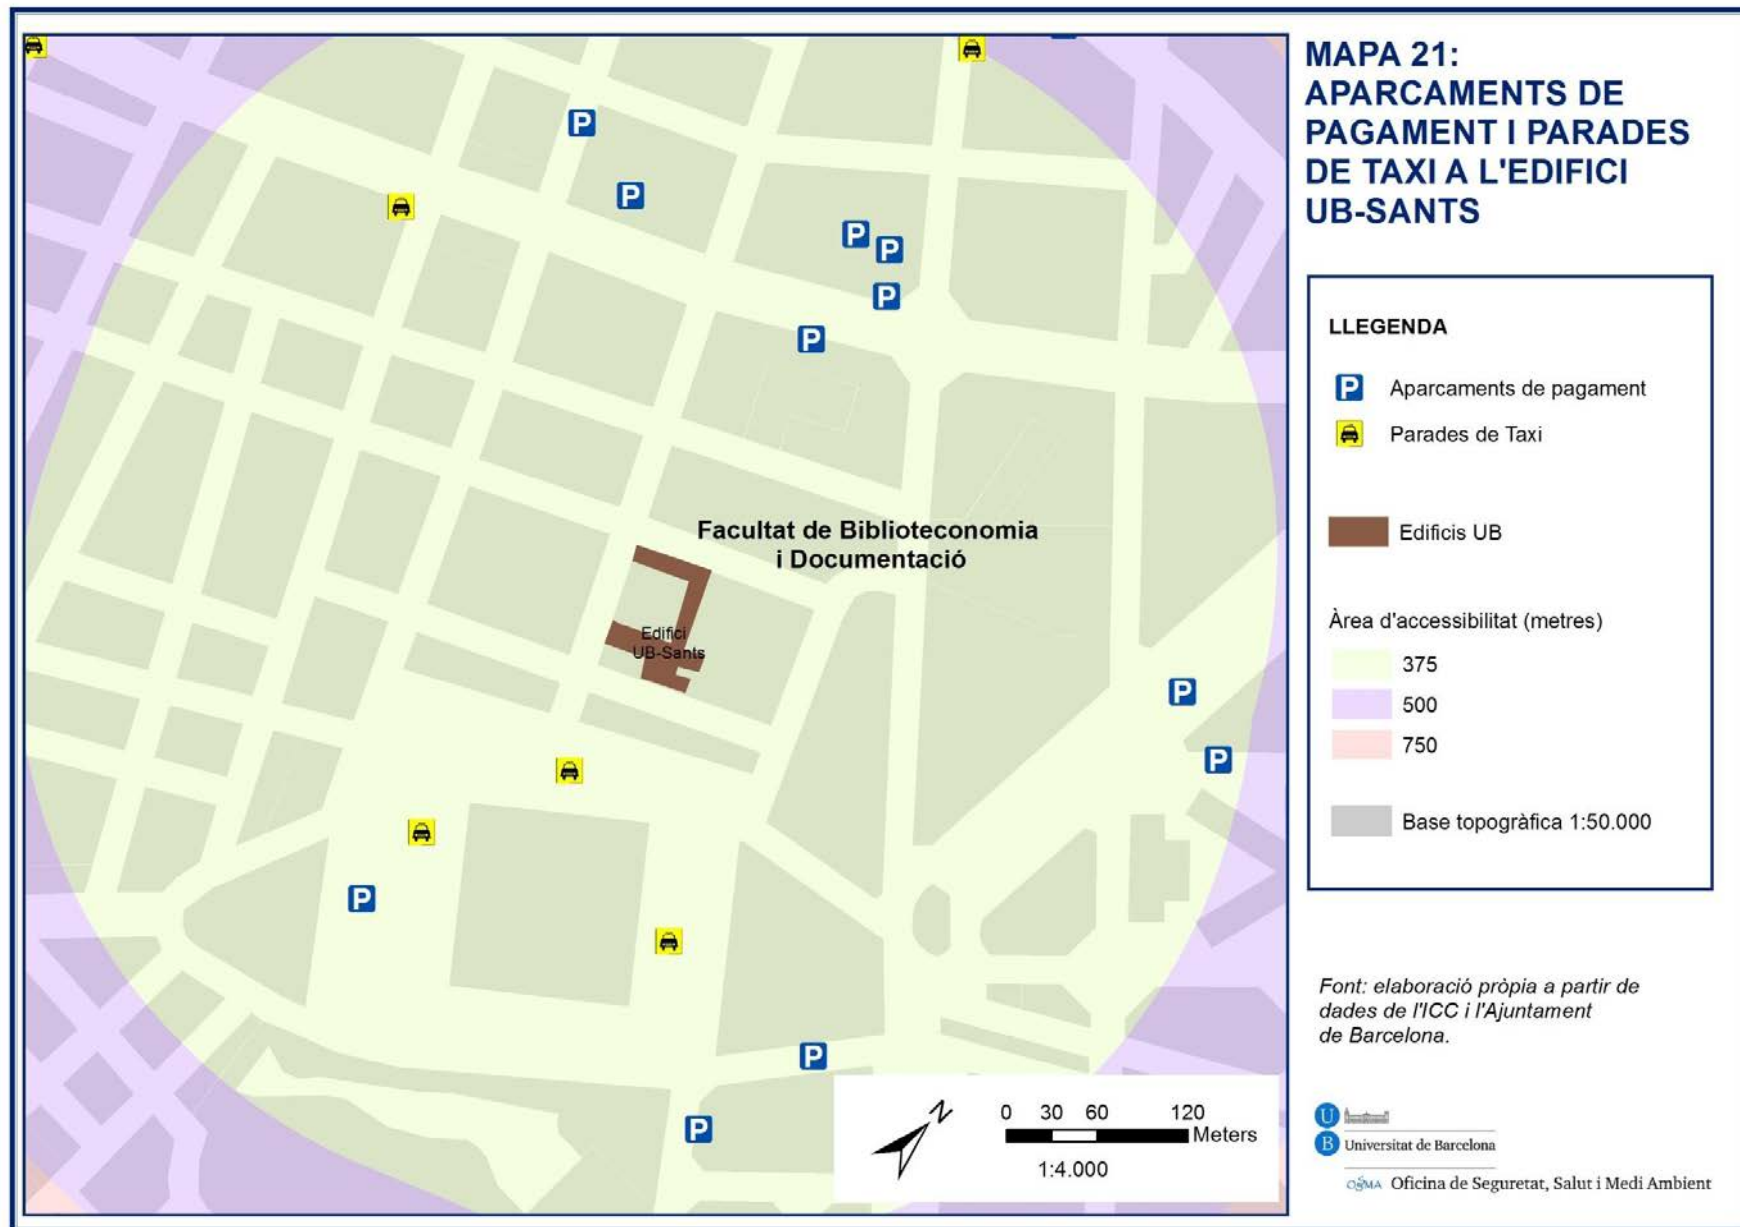 MAPA 21:
APARCAMENTS DE
PAGAMENT I PARADES
DE TAXI A L'EDIFICI
UB-SANTS
P
P
P
P
P
P
Facultat de Biblioteconomia
i Documentació
Edifici
UB-Sants
P
P
P
P
P
N
0 30 60 120
Meters
1:4.000
LLEGENDA
P Aparcaments de pagament
Parades de Taxi
Edificis UB
Àrea d'accessibilitat (metres)
375
500
750
Base topogràfica 1:50.000
Font: elaboració pròpia a partir de
dades de l'ICC i l'Ajuntament
de Barcelona.
U
B Universitat de Barcelona
OSMA Oficina de Seguretat, Salut i Medi Ambient